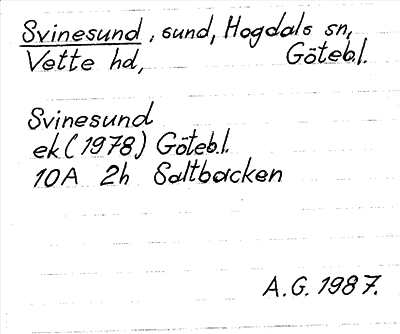 Svinesund, sund, Hogdals sn,
Vette hd, Göteb.l.
Svinesund
ek. (1978) Göteb.l.
10A 2h Saltbacken
A.G. 1987.